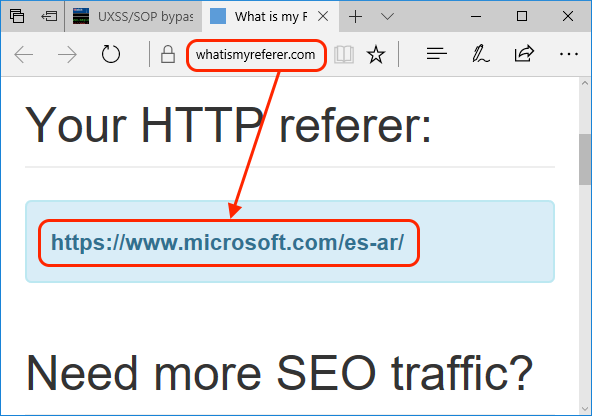 UXSS/SOP bypas
What is my F
whatismyreferer.com
Your HTTP referer:
https://www.microsoft.com/es-ar/
Need more SEO traffic?